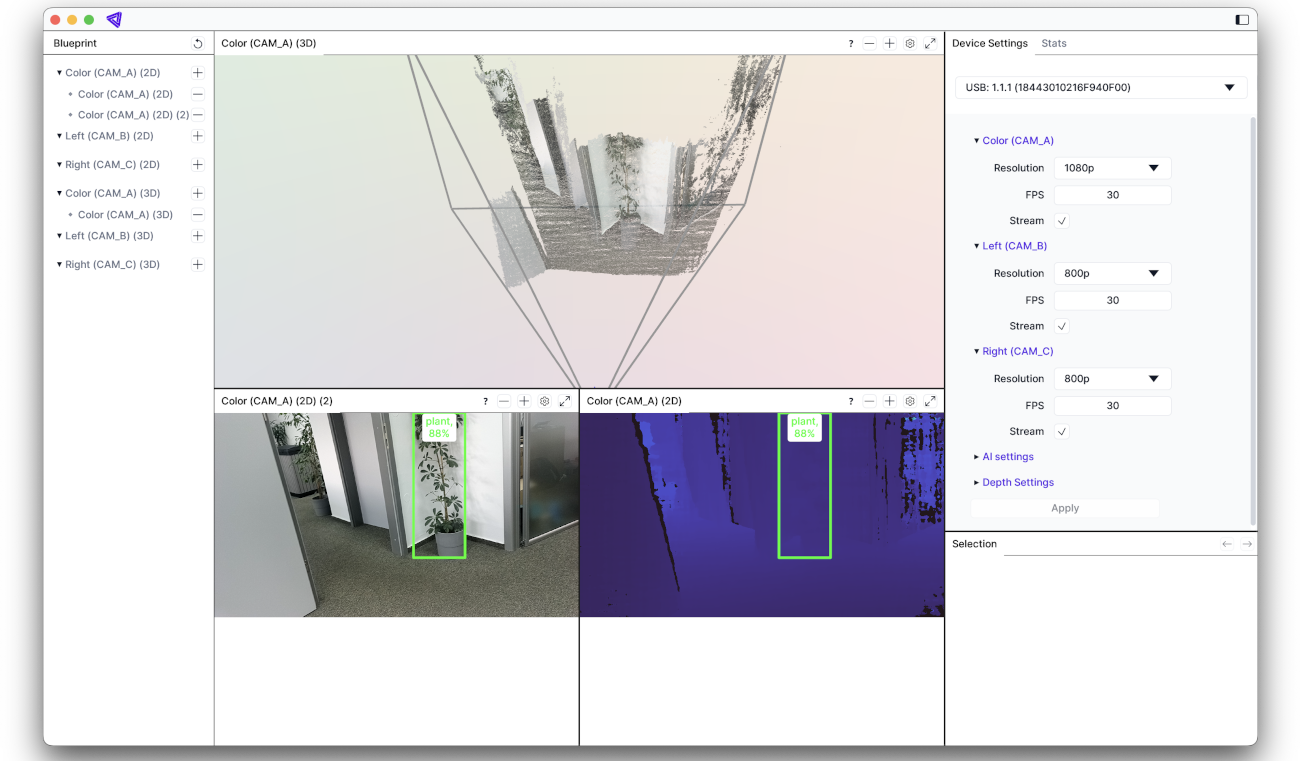 Blueprint
Color (CAM_A) (2D)
Color (CAM_A) (2D)
Color (CAM_A) (2D) (2)
Left (CAM_B) (2D)
Right (CAM_C) (2D)
Color (CAM_A) (3D)
Color (CAM_A) (3D)
Left (CAM_B) (3D)
Right (CAM_C) (3D)
Color (CAM_A) (3D)
?
Color (CAM_A) (2D) (2)
?
plant,
88%
Color (CAM_A) (2D)
?
plant,
88%
Device Settings Stats
USB: 1.1.1 (18443010216F940F00)
Color (CAM_A)
Resolution 1080p
FPS 30
Stream
Left (CAM_B)
Resolution 800p
FPS 30
Stream
Right (CAM_C)
Resolution 800p
FPS 30
Stream
AI settings
Depth Settings
Apply
Selection